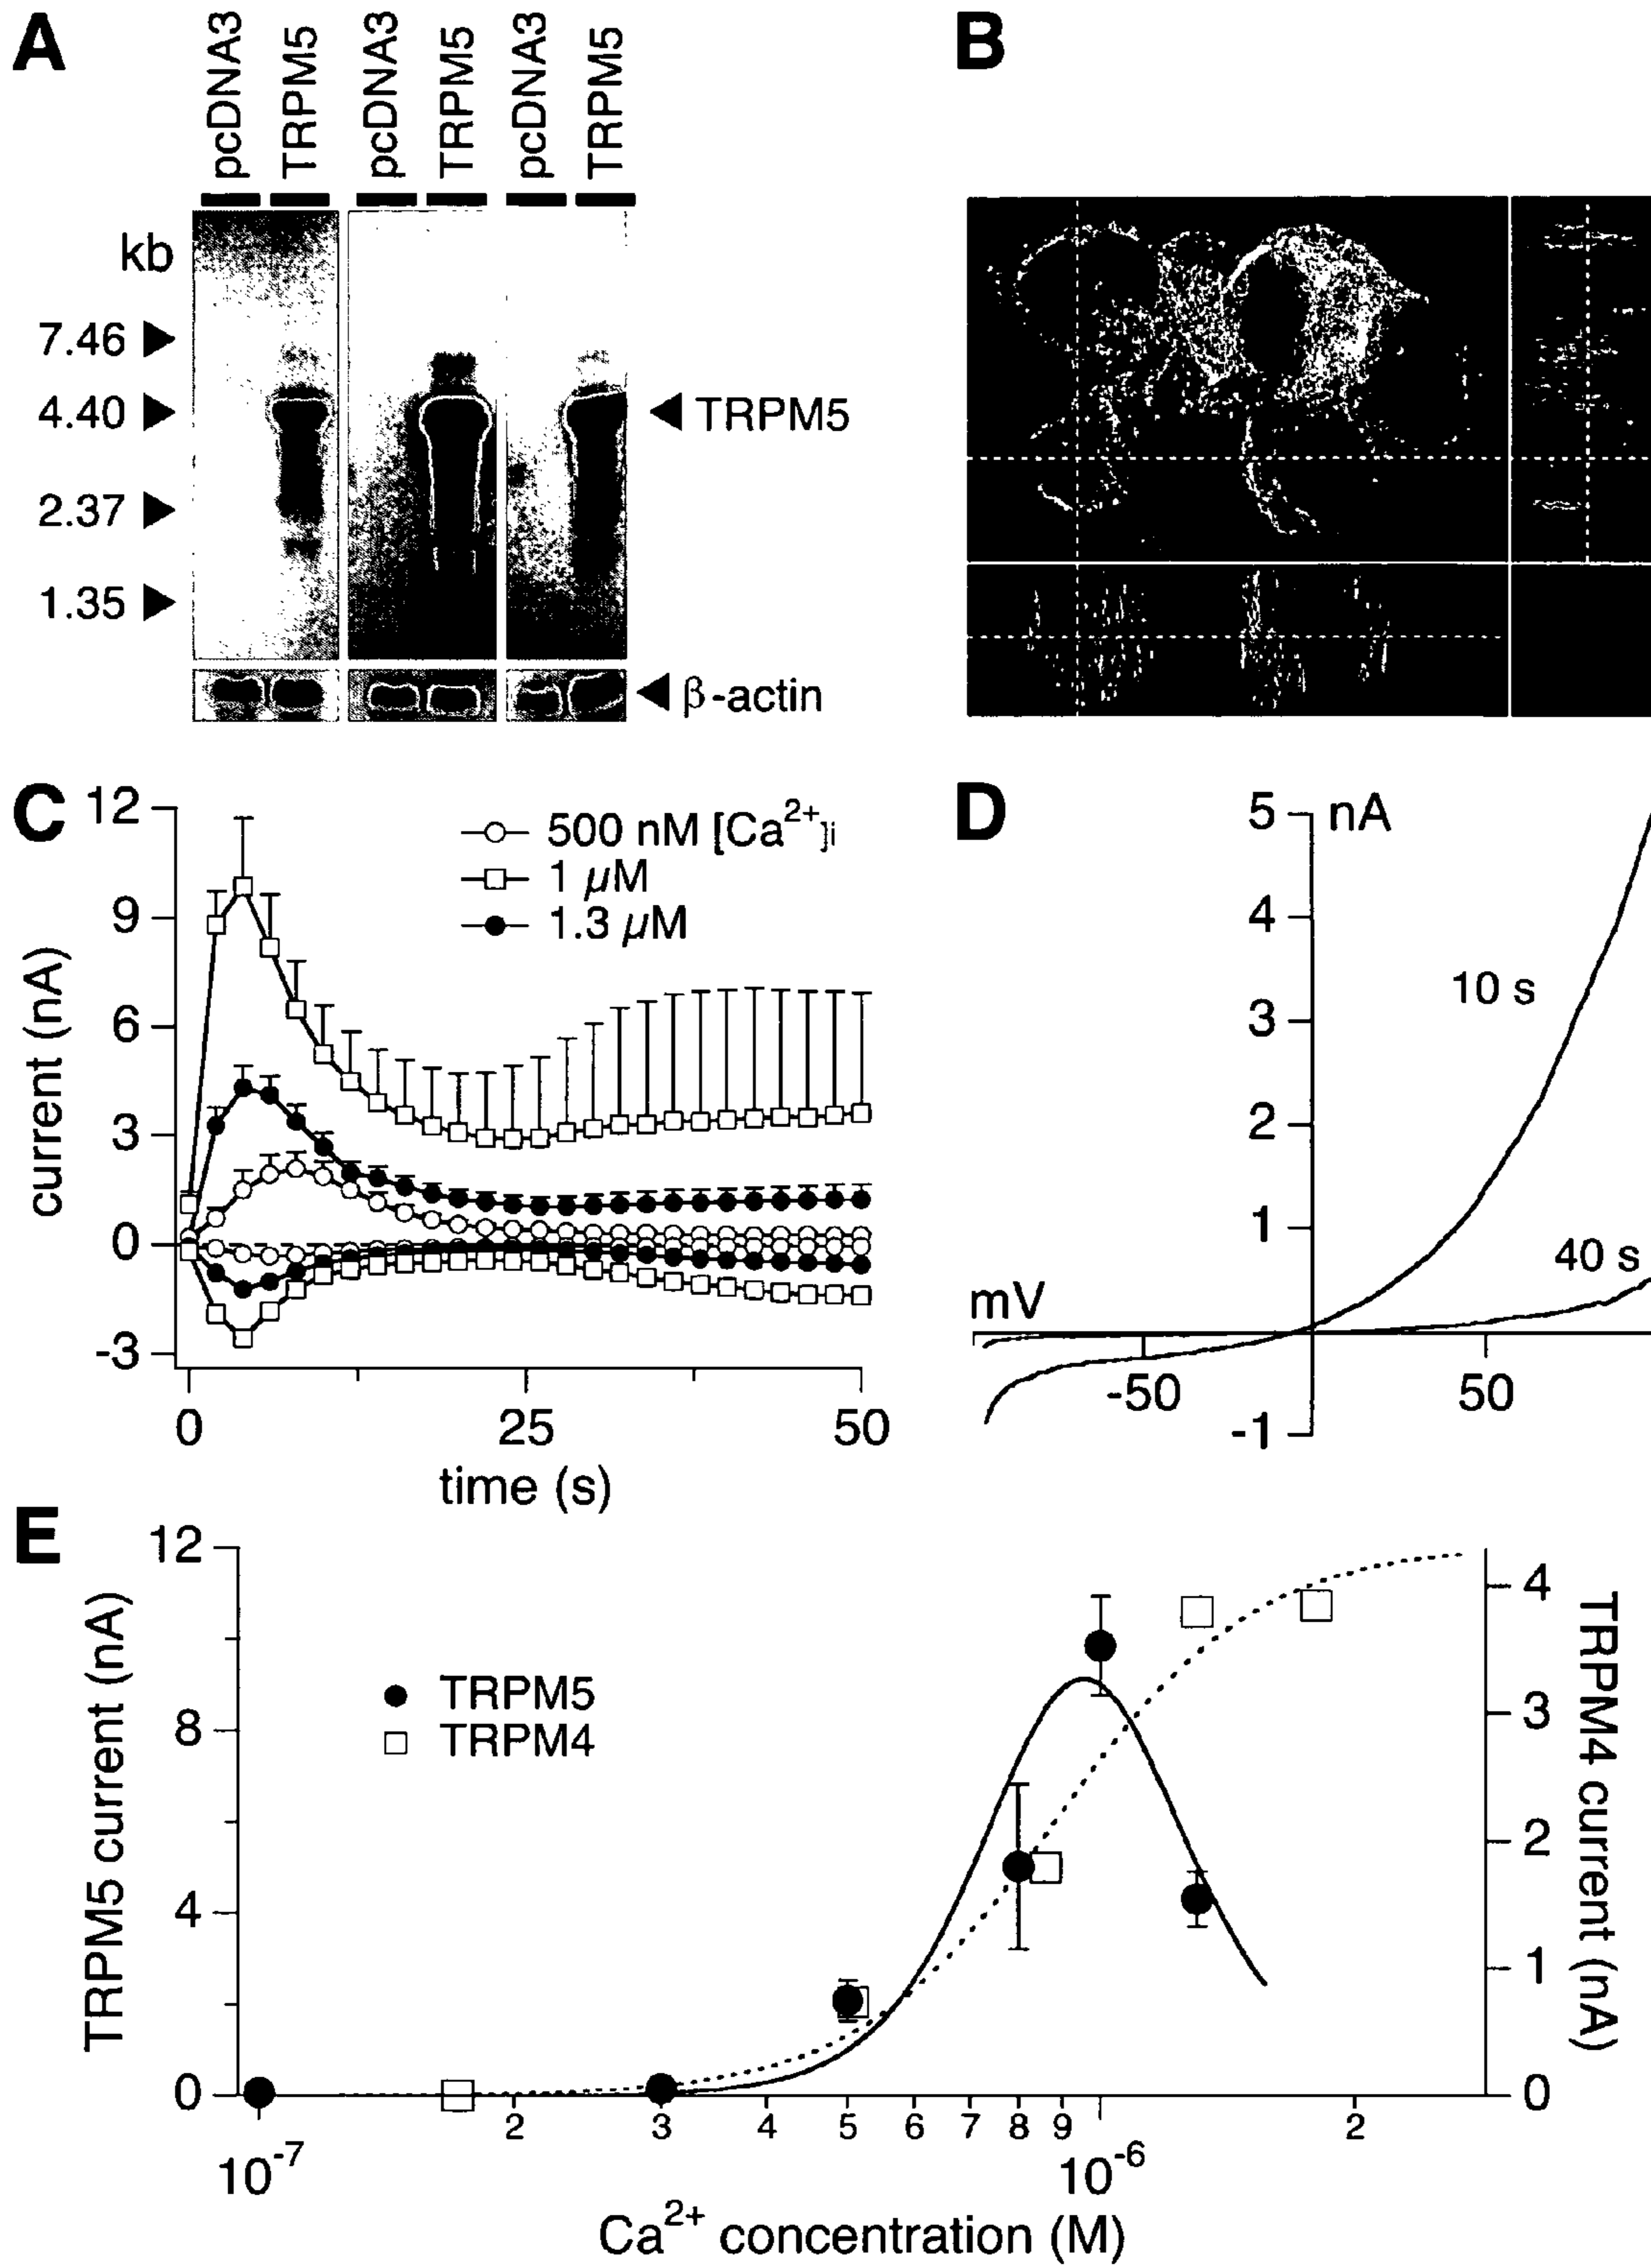 A
pcDNA3
TRPM5
pcDNA3
TRPM5
pcDNA3
TRPM5
kb
7.46
4.40
2.37
1.35
TRPM5
β-actin
B
C
12
9
6
3
0
-3
current (nA)
500 nM [Ca²⁺]i
1 µM
1.3 µM
0
25
50
time (s)
D
5
nA
4
3
2
1
-1
10 s
40 s
mV
-50
50
E
12
8
4
0
TRPM5 current (nA)
TRPM5
TRPM4
4
3
2
1
0
TRPM4 current (nA)
2
3
4
5
6
7
8
9
2
10⁻⁷
10⁻⁶
Ca²⁺ concentration (M)